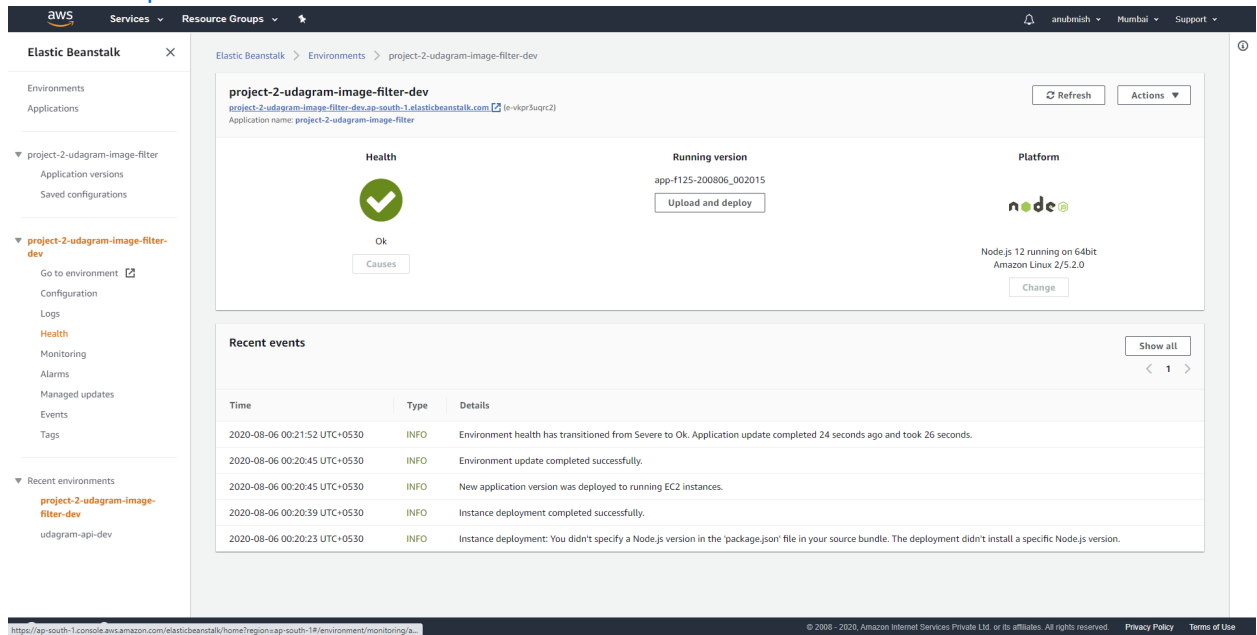 aws Services Resource Groups anubmish Mumbai Support
Elastic Beanstalk
Environments
Applications
project-2-udagram-image-filter
Application versions
Saved configurations
project-2-udagram-image-filter-
dev
Go to environment
Configuration
Logs
Health
Monitoring
Alarms
Managed updates
Events
Tags
Recent environments
project-2-udagram-image-
filter-dev
udagram-api-dev
Elastic Beanstalk > Environments > project-2-udagram-image-filter-dev
project-2-udagram-image-filter-dev
project-2-udagram-image-filter-dev.ap-south-1.elasticbeanstalk.com (e-vkpr3uqrc2)
Application name: project-2-udagram-image-filter
Refresh Actions
Health
Ok
Causes
Running version
app-f125-200806_002015
Upload and deploy
Platform
node js
Node.js 12 running on 64bit
Amazon Linux 2/5.2.0
Change
Recent events
Show all
< 1 >
Time Type Details
2020-08-06 00:21:52 UTC+0530 INFO Environment health has transitioned from Severe to Ok. Application update completed 24 seconds ago and took 26 seconds.
2020-08-06 00:20:45 UTC+0530 INFO Environment update completed successfully.
2020-08-06 00:20:45 UTC+0530 INFO New application version was deployed to running EC2 instances.
2020-08-06 00:20:39 UTC+0530 INFO Instance deployment completed successfully.
2020-08-06 00:20:23 UTC+0530 INFO Instance deployment: You didn't specify a Node.js version in the 'package.json' file in your source bundle. The deployment didn't install a specific Node.js version.
https://ap-south-1.console.aws.amazon.com/elasticbeanstalk/home?region=ap-south-1#/environment/monitoring/a...
© 2008 - 2020, Amazon Internet Services Private Ltd. or its affiliates. All rights reserved. Privacy Policy Terms of Use